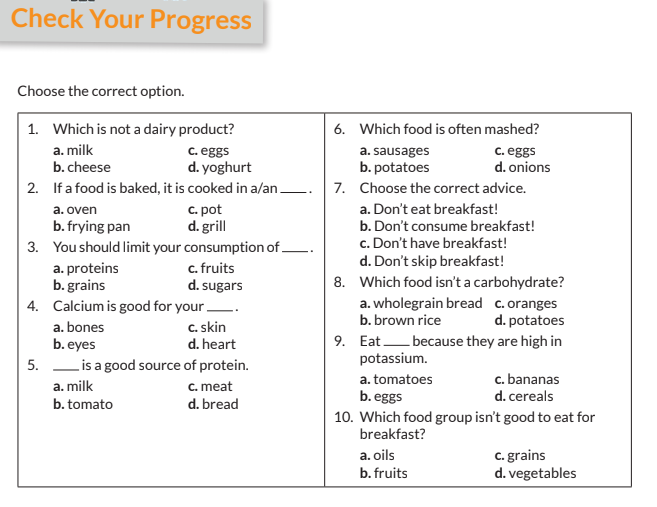 Check Your Progress
Choose the correct option.
1. Which is not a dairy product?
a. milk c. eggs
b. cheese d. yoghurt
2. If a food is baked, it is cooked in a/an ____ .
a. oven c. pot
b. frying pan d. grill
3. You should limit your consumption of ____ .
a. proteins c. fruits
b. grains d. sugars
4. Calcium is good for your ____ .
a. bones c. skin
b. eyes d. heart
5. ____ is a good source of protein.
a. milk c. meat
b. tomato d. bread
6. Which food is often mashed?
a. sausages c. eggs
b. potatoes d. onions
7. Choose the correct advice.
a. Don't eat breakfast!
b. Don't consume breakfast!
c. Don't have breakfast!
d. Don't skip breakfast!
8. Which food isn't a carbohydrate?
a. wholegrain bread c. oranges
b. brown rice d. potatoes
9. Eat ____ because they are high in
potassium.
a. tomatoes c. bananas
b. eggs d. cereals
10. Which food group isn't good to eat for
breakfast?
a. oils c. grains
b. fruits d. vegetables